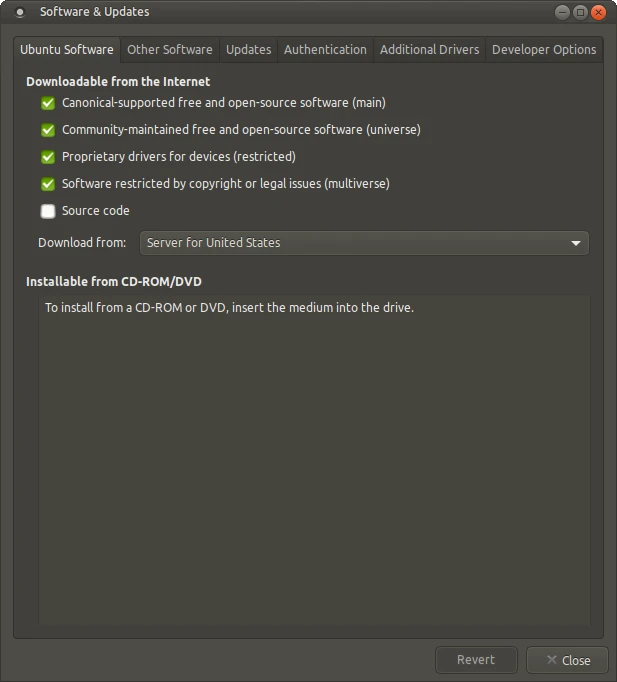 Software & Updates
Ubuntu Software Other Software Updates Authentication Additional Drivers Developer Options
Downloadable from the Internet
Canonical-supported free and open-source software (main)
Community-maintained free and open-source software (universe)
Proprietary drivers for devices (restricted)
Software restricted by copyright or legal issues (multiverse)
Source code
Download from: Server for United States
Installable from CD-ROM/DVD
To install from a CD-ROM or DVD, insert the medium into the drive.
Revert Close